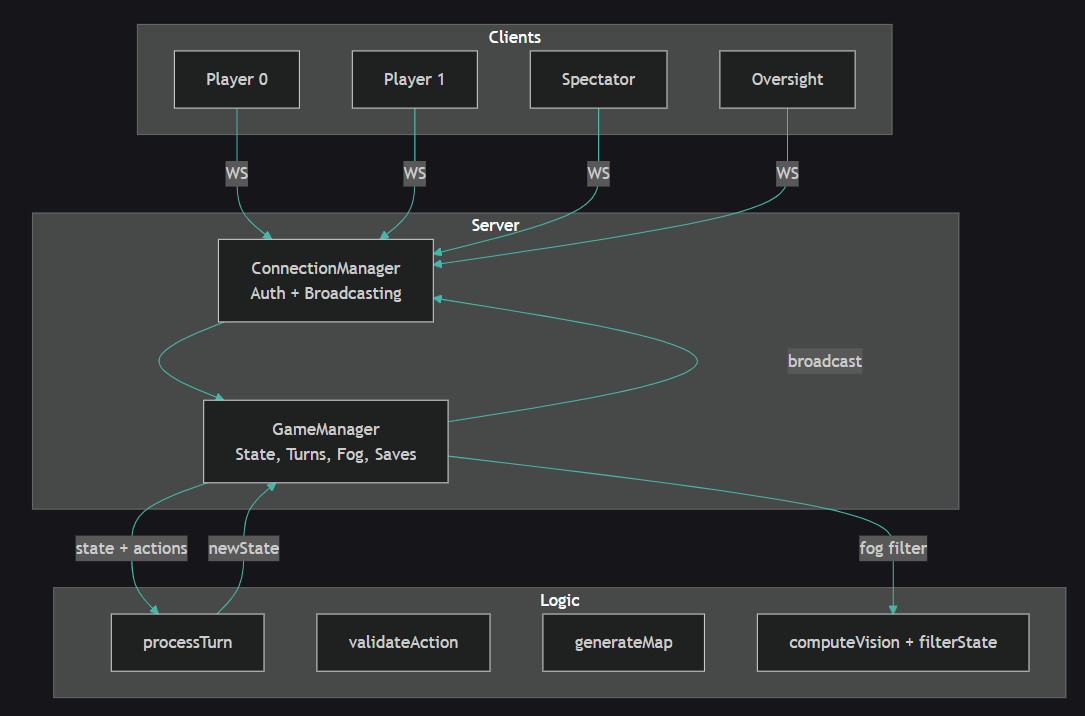 Clients
Player 0
Player 1
Spectator
Oversight
WS
WS
WS
WS
Server
ConnectionManager
Auth + Broadcasting
broadcast
GameManager
State, Turns, Fog, Saves
state + actions
newState
fog filter
Logic
processTurn
validateAction
generateMap
computeVision + filterState